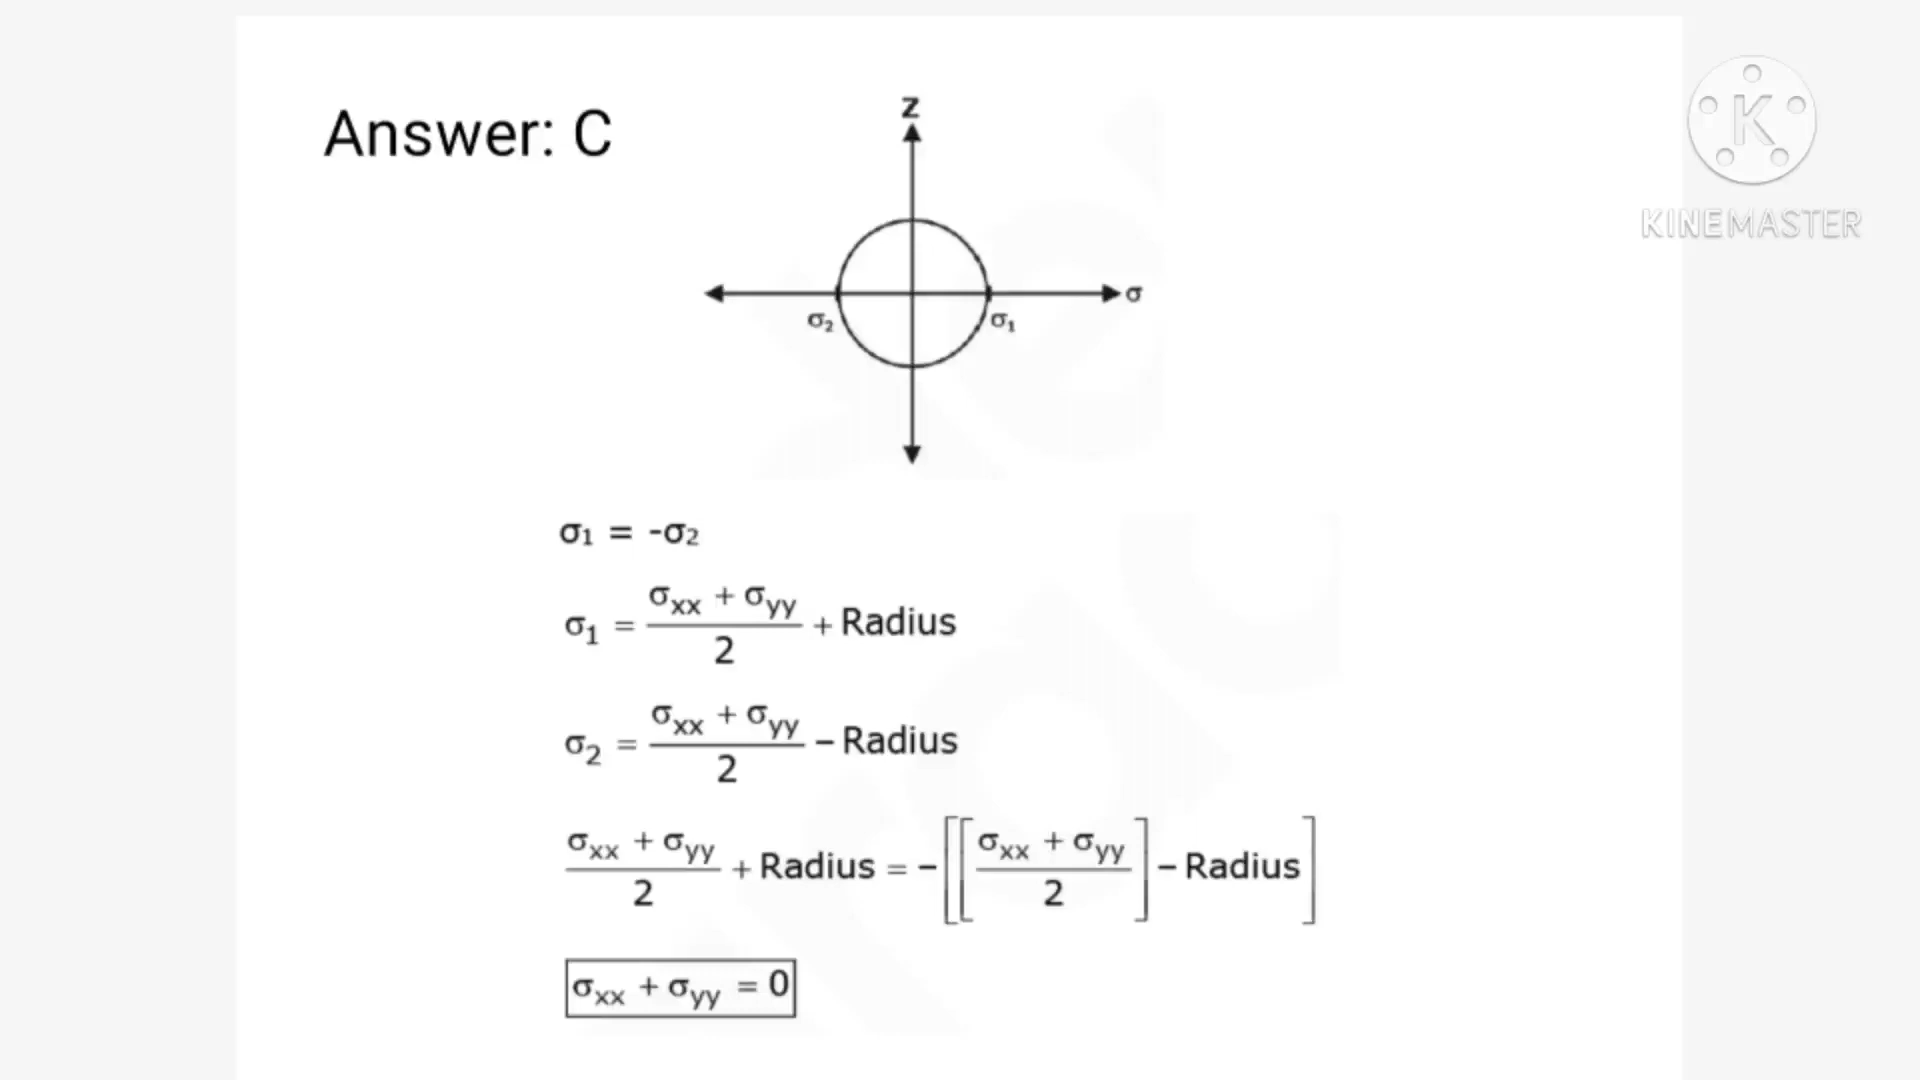 Answer: C
Z
σ
σ₂
σ₁
K
KINEMASTER
σ₁ = -σ₂
σ₁ = (σxx + σyy)/2 + Radius
σ₂ = (σxx + σyy)/2 − Radius
(σxx + σyy)/2 + Radius = −[[(σxx + σyy)/2] − Radius]
σxx + σyy = 0